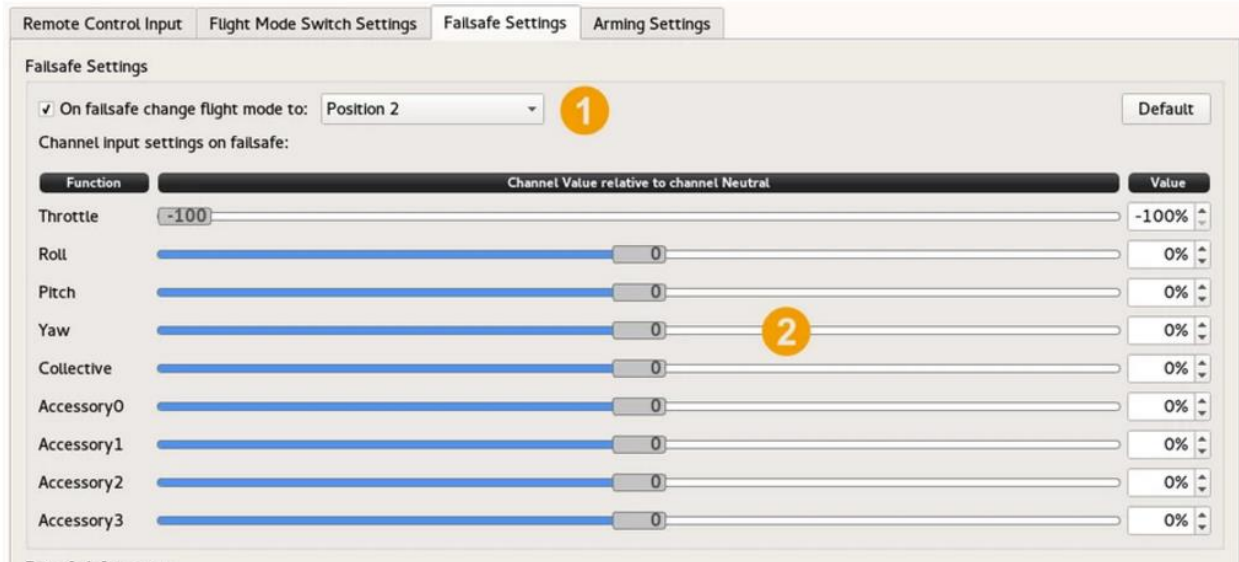 Remote Control Input Flight Mode Switch Settings Failsafe Settings Arming Settings
Failsafe Settings
On failsafe change flight mode to: Position 2 1 Default
Channel input settings on failsafe:
Function Channel Value relative to channel Neutral Value
Throttle -100 -100%
Roll 0 0%
Pitch 0 0%
Yaw 0 2 0%
Collective 0 0%
Accessory0 0 0%
Accessory1 0 0%
Accessory2 0 0%
Accessory3 0 0%